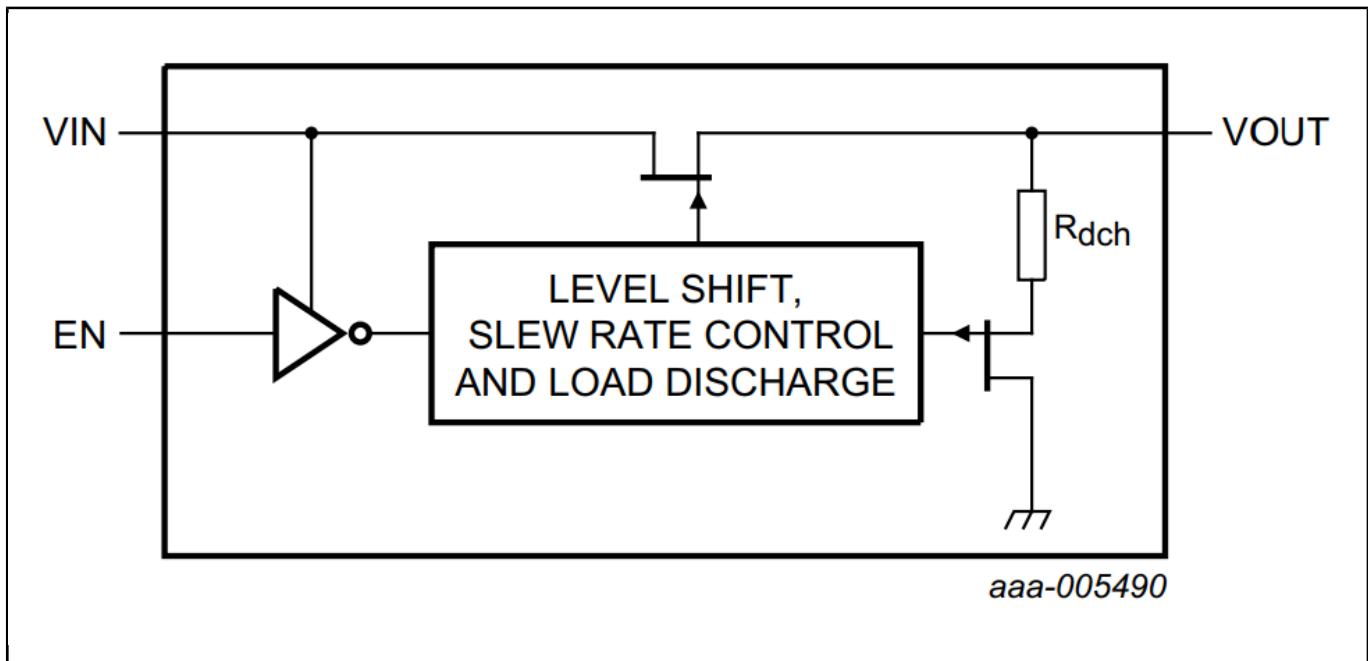 VIN
VOUT
Rdch
EN
LEVEL SHIFT,
SLEW RATE CONTROL
AND LOAD DISCHARGE
aaa-005490